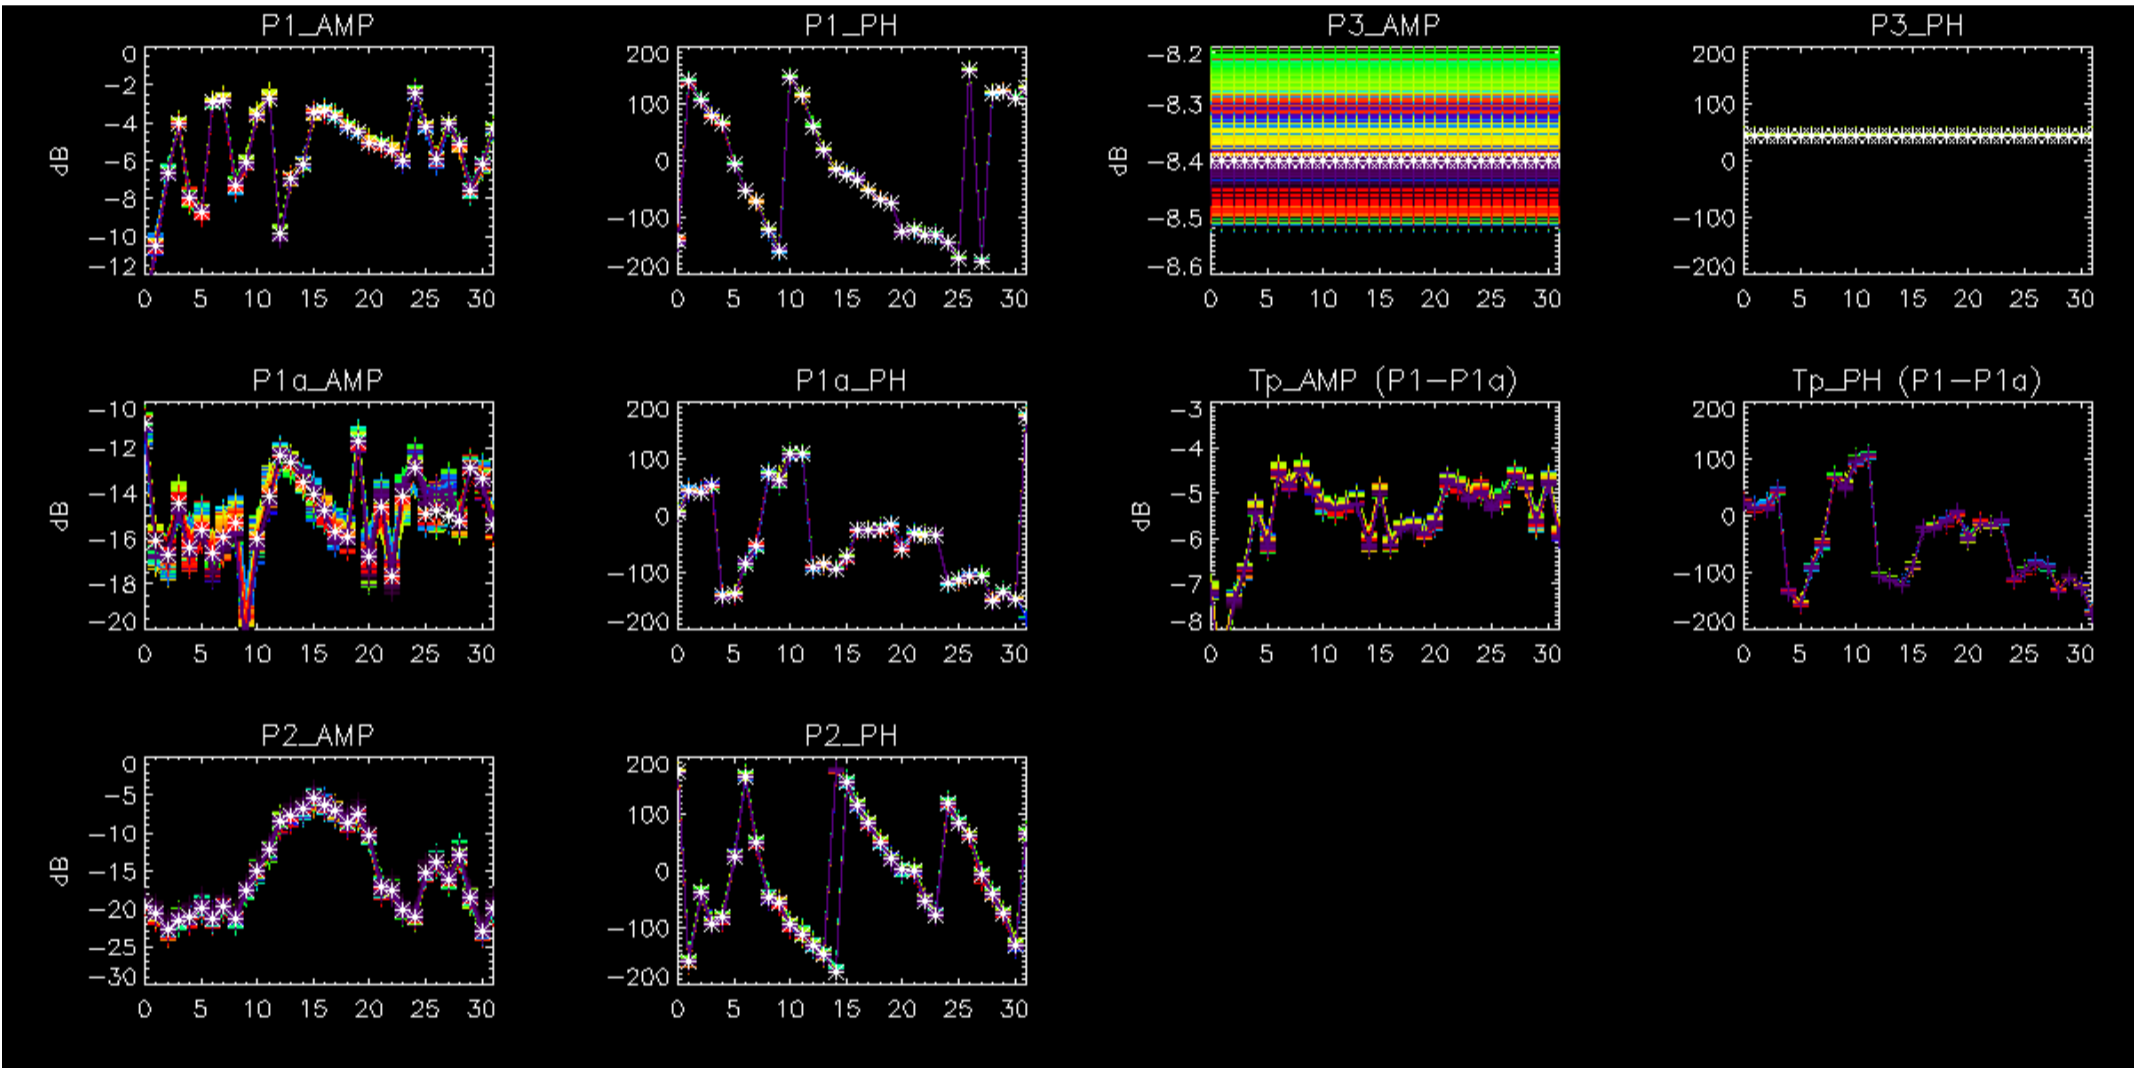 P1_AMP P1_PH P3_AMP P3_PH
0 200 -8.2 200
-2
100 -8.3 100
-4
dB -6 0 dB -8.4 0
-8
-100 -8.5 -100
-10
-12 -200 -8.6 -200
0 5 10 15 20 25 30 0 5 10 15 20 25 30 0 5 10 15 20 25 30 0 5 10 15 20 25 30
P1a_AMP P1a_PH Tp_AMP (P1-P1a) Tp_PH (P1-P1a)
-10 200 -3 200
-12 100 -4 100
dB -14 0 dB -5 0
-16 -6
-18 -100 -7 -100
-20 -200 -8 -200
0 5 10 15 20 25 30 0 5 10 15 20 25 30 0 5 10 15 20 25 30 0 5 10 15 20 25 30
P2_AMP P2_PH
0 200
-5
-10 100
dB -15 0
-20 -100
-25
-30 -200
0 5 10 15 20 25 30 0 5 10 15 20 25 30